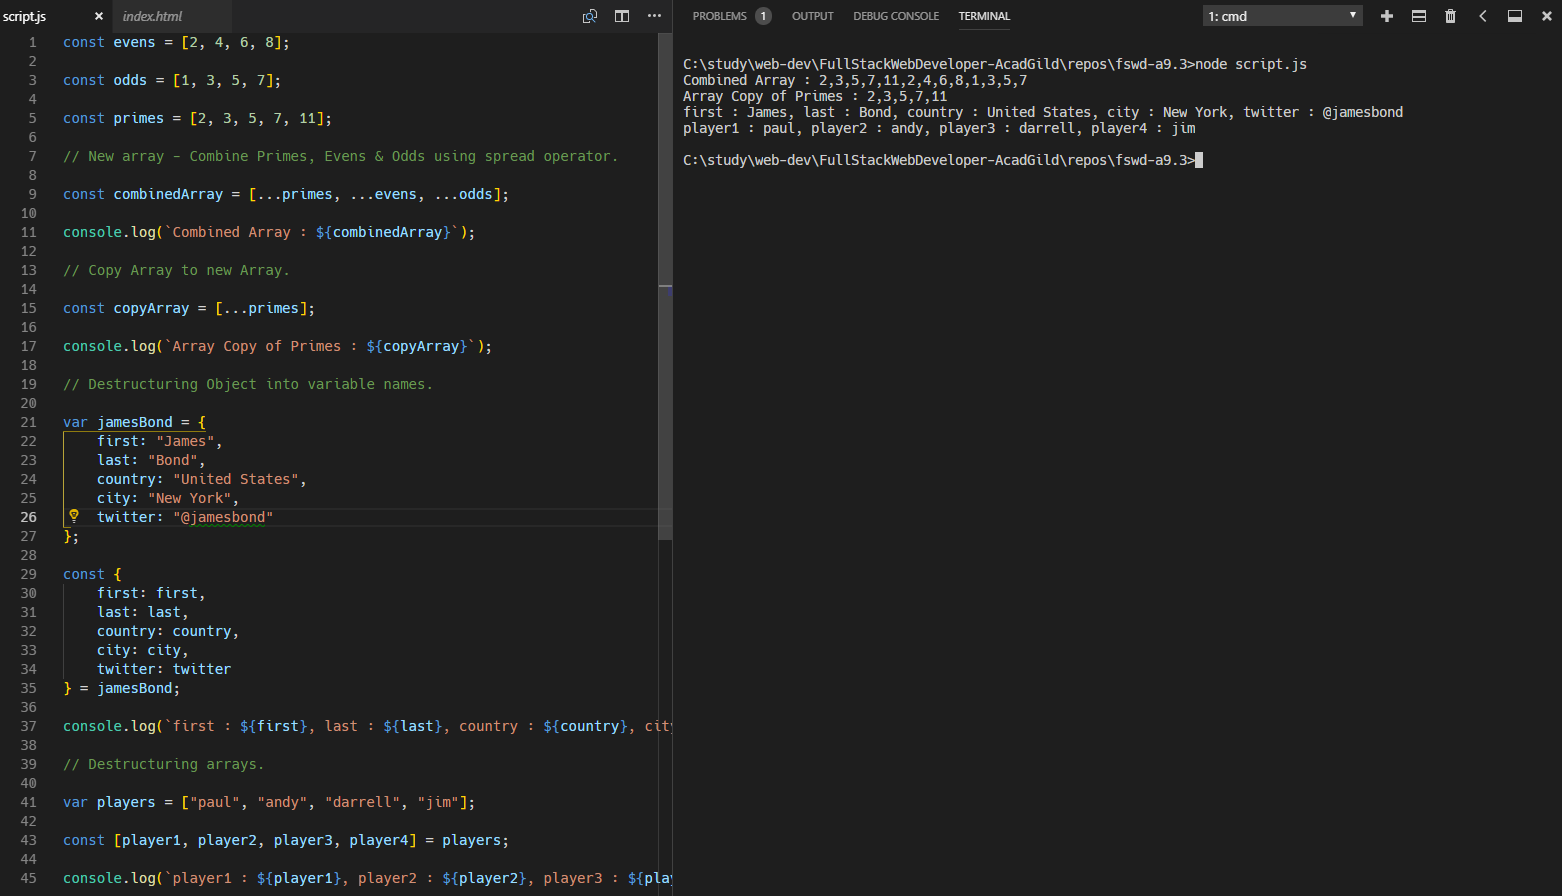 script.js × index.html
1 const evens = [2, 4, 6, 8];
2
3 const odds = [1, 3, 5, 7];
4
5 const primes = [2, 3, 5, 7, 11];
6
7 // New array - Combine Primes, Evens & Odds using spread operator.
8
9 const combinedArray = [...primes, ...evens, ...odds];
10
11 console.log(`Combined Array : ${combinedArray}`);
12
13 // Copy Array to new Array.
14
15 const copyArray = [...primes];
16
17 console.log(`Array Copy of Primes : ${copyArray}`);
18
19 // Destructuring Object into variable names.
20
21 var jamesBond = {
22 first: "James",
23 last: "Bond",
24 country: "United States",
25 city: "New York",
26 twitter: "@jamesbond"
27 };
28
29 const {
30 first: first,
31 last: last,
32 country: country,
33 city: city,
34 twitter: twitter
35 } = jamesBond;
36
37 console.log(`first : ${first}, last : ${last}, country : ${country}, cit
38
39 // Destructuring arrays.
40
41 var players = ["paul", "andy", "darrell", "jim"];
42
43 const [player1, player2, player3, player4] = players;
44
45 console.log(`player1 : ${player1}, player2 : ${player2}, player3 : ${pla
PROBLEMS 1 OUTPUT DEBUG CONSOLE TERMINAL 1: cmd
C:\study\web-dev\FullStackWebDeveloper-AcadGild\repos\fswd-a9.3>node script.js
Combined Array : 2,3,5,7,11,2,4,6,8,1,3,5,7
Array Copy of Primes : 2,3,5,7,11
first : James, last : Bond, country : United States, city : New York, twitter : @jamesbond
player1 : paul, player2 : andy, player3 : darrell, player4 : jim
C:\study\web-dev\FullStackWebDeveloper-AcadGild\repos\fswd-a9.3>